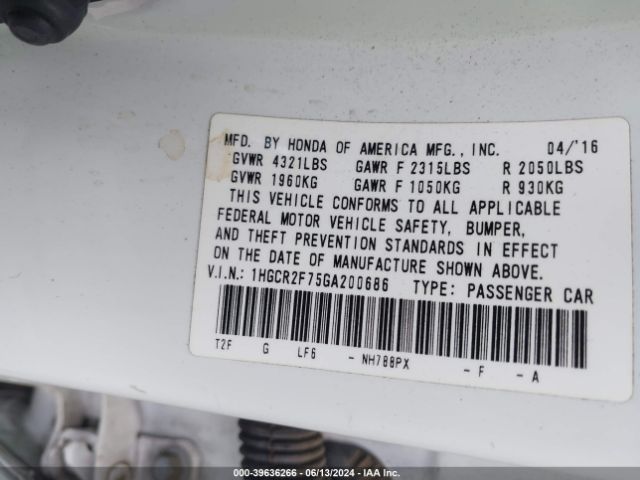 MFD. BY HONDA OF AMERICA MFG., INC. 04/'16
GVWR 4321LBS GAWR F 2315LBS R 2050LBS
GVWR 1960KG GAWR F 1050KG R 930KG
THIS VEHICLE CONFORMS TO ALL APPLICABLE
FEDERAL MOTOR VEHICLE SAFETY, BUMPER,
AND THEFT PREVENTION STANDARDS IN EFFECT
ON THE DATE OF MANUFACTURE SHOWN ABOVE.
V.I.N.: 1HGCR2F75GA200686 TYPE: PASSENGER CAR
T2F G LF6 - NH788PX - F - A
000-39636266 - 06/13/2024 - IAA Inc.